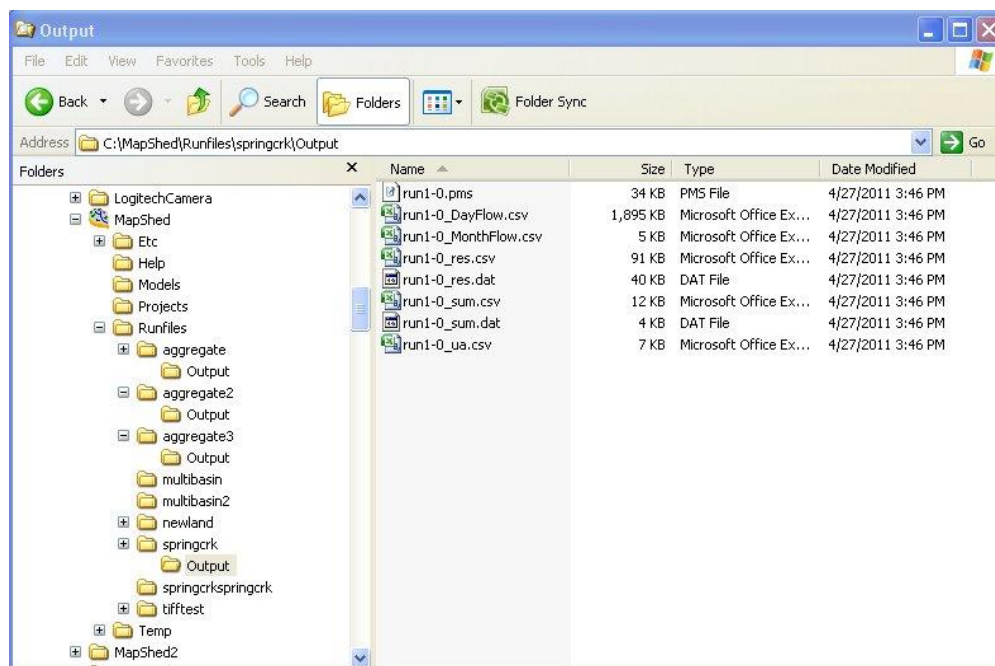 Output
File Edit View Favorites Tools Help
Back Search Folders Folder Sync
Address C:\MapShed\Runfiles\springcrk\Output Go
Folders
LogitechCamera
MapShed
Etc
Help
Models
Projects
Runfiles
aggregate
Output
aggregate2
Output
aggregate3
Output
multibasin
multibasin2
newland
springcrk
Output
springcrkspringcrk
tifftest
Temp
MapShed2
Name Size Type Date Modified
run1-0.pms 34 KB PMS File 4/27/2011 3:46 PM
run1-0_DayFlow.csv 1,895 KB Microsoft Office Ex... 4/27/2011 3:46 PM
run1-0_MonthFlow.csv 5 KB Microsoft Office Ex... 4/27/2011 3:46 PM
run1-0_res.csv 91 KB Microsoft Office Ex... 4/27/2011 3:46 PM
run1-0_res.dat 40 KB DAT File 4/27/2011 3:46 PM
run1-0_sum.csv 12 KB Microsoft Office Ex... 4/27/2011 3:46 PM
run1-0_sum.dat 4 KB DAT File 4/27/2011 3:46 PM
run1-0_ua.csv 7 KB Microsoft Office Ex... 4/27/2011 3:46 PM